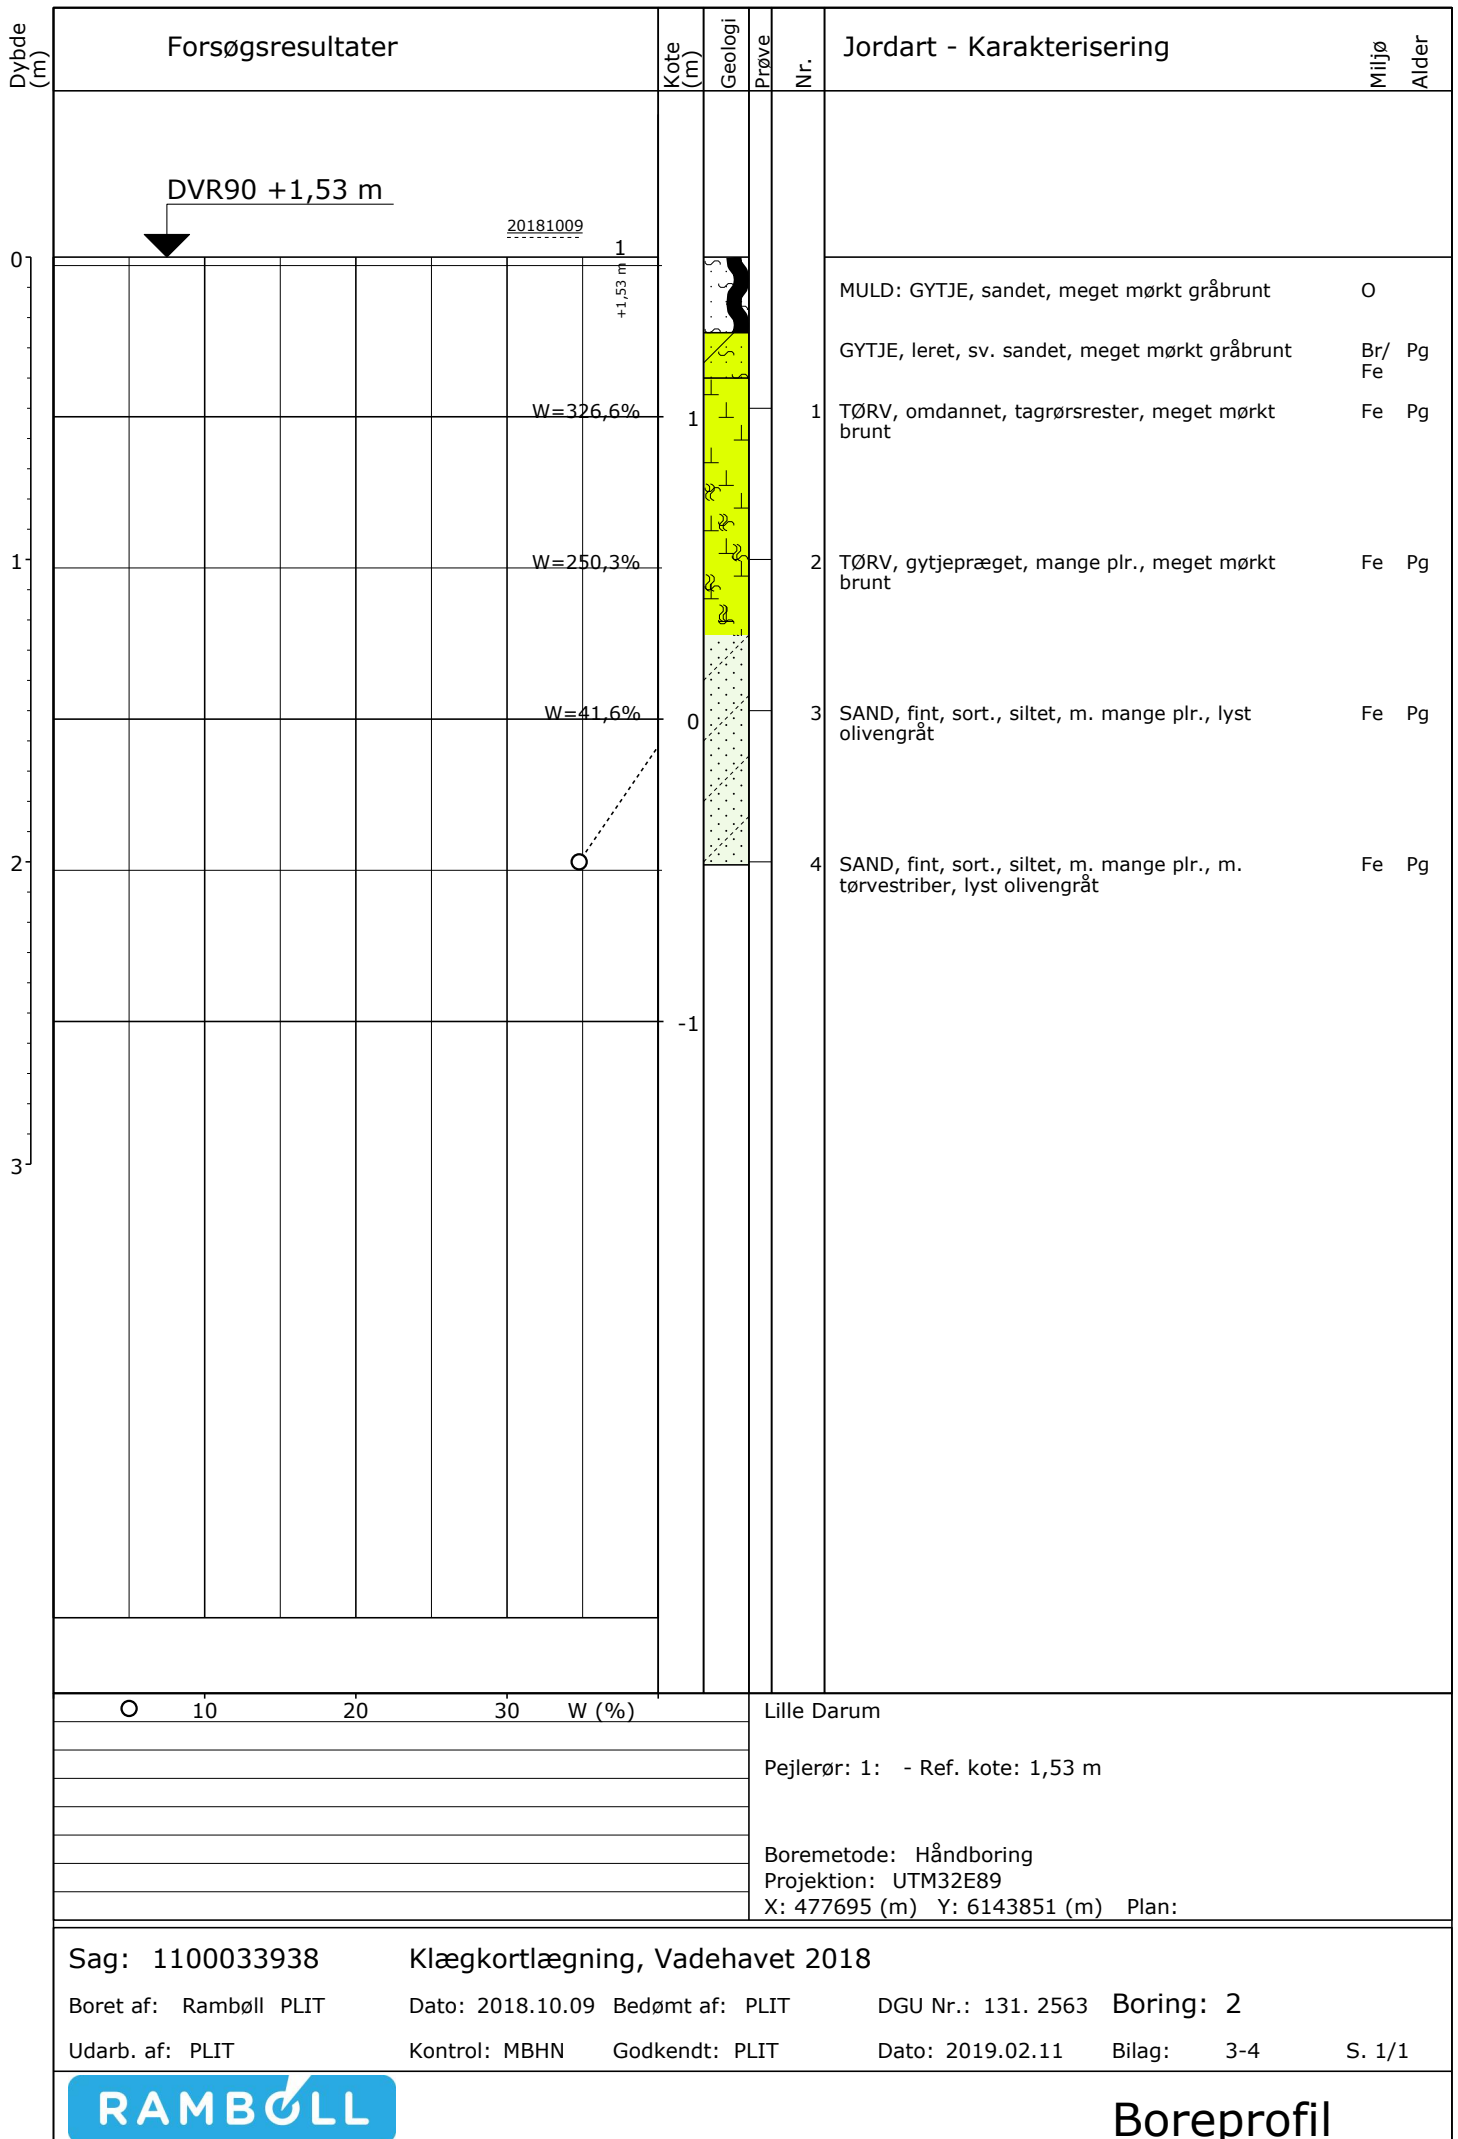 Dybde (m)
Forsøgsresultater
Kote (m)
Geologi
Prøve
Nr.
Jordart - Karakterisering
Miljø
Alder
DVR90 +1,53 m
20181009
1
+1,53 m
0
MULD: GYTJE, sandet, meget mørkt gråbrunt O
GYTJE, leret, sv. sandet, meget mørkt gråbrunt Br/ Pg
Fe
W=326,6% 1 1 TØRV, omdannet, tagrørsrester, meget mørkt Fe Pg
brunt
1 W=250,3% 2 TØRV, gytjepræget, mange plr., meget mørkt Fe Pg
brunt
W=41,6% 0 3 SAND, fint, sort., siltet, m. mange plr., lyst Fe Pg
olivengråt
2 4 SAND, fint, sort., siltet, m. mange plr., m. Fe Pg
tørvestriber, lyst olivengråt
-1
3
10 20 30 W (%)
Lille Darum
Pejlerør: 1: - Ref. kote: 1,53 m
Boremetode: Håndboring
Projektion: UTM32E89
X: 477695 (m) Y: 6143851 (m) Plan:
Sag: 1100033938 Klægkortlægning, Vadehavet 2018
Boret af: Rambøll PLIT Dato: 2018.10.09 Bedømt af: PLIT DGU Nr.: 131. 2563 Boring: 2
Udarb. af: PLIT Kontrol: MBHN Godkendt: PLIT Dato: 2019.02.11 Bilag: 3-4 S. 1/1
RAMBØLL
Boreprofil